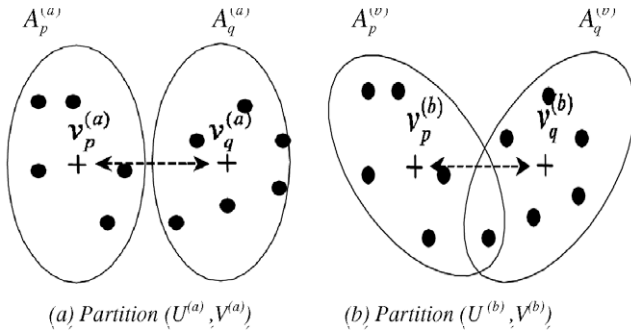 A_p^(a) A_q^(a) A_p^(b) A_q^(b)
v_p^(a) v_q^(a) v_p^(b) v_q^(b)
(a) Partition (U^(a),V^(a)) (b) Partition (U^(b),V^(b))